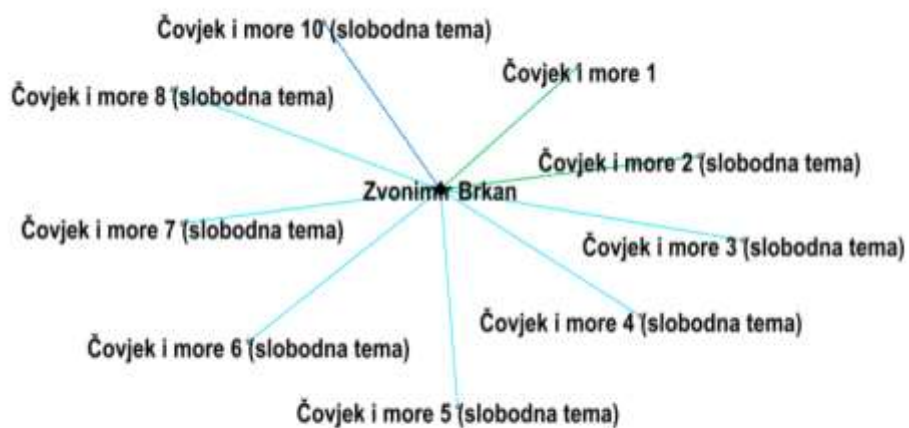 Čovjek i more 10 (slobodna tema)
Čovjek i more 1
Čovjek i more 8 (slobodna tema)
Čovjek i more 2 (slobodna tema)
Zvonimir Brkan
Čovjek i more 7 (slobodna tema)
Čovjek i more 3 (slobodna tema)
Čovjek i more 4 (slobodna tema)
Čovjek i more 6 (slobodna tema)
Čovjek i more 5 (slobodna tema)